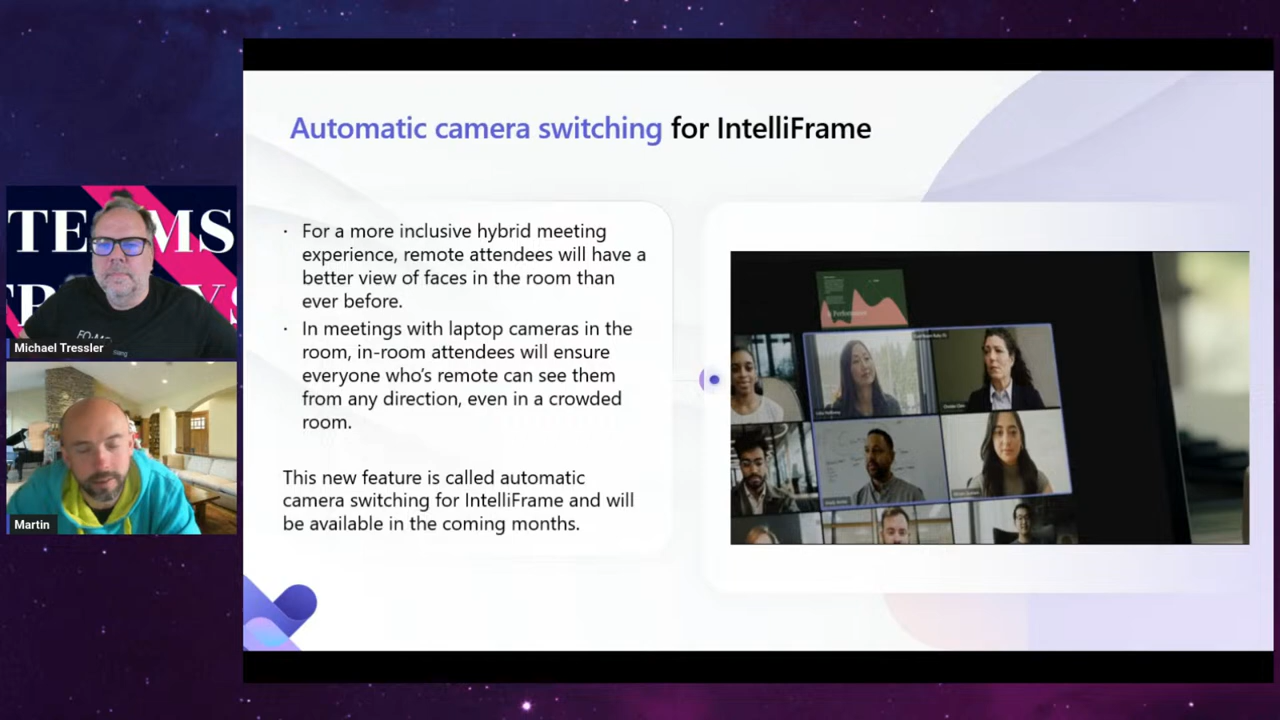 Automatic camera switching for IntelliFrame
· For a more inclusive hybrid meeting
experience, remote attendees will have a
better view of faces in the room than
ever before.
· In meetings with laptop cameras in the
room, in-room attendees will ensure
everyone who's remote can see them
from any direction, even in a crowded
room.
This new feature is called automatic
camera switching for IntelliFrame and will
be available in the coming months.
Michael Tressler
Martin